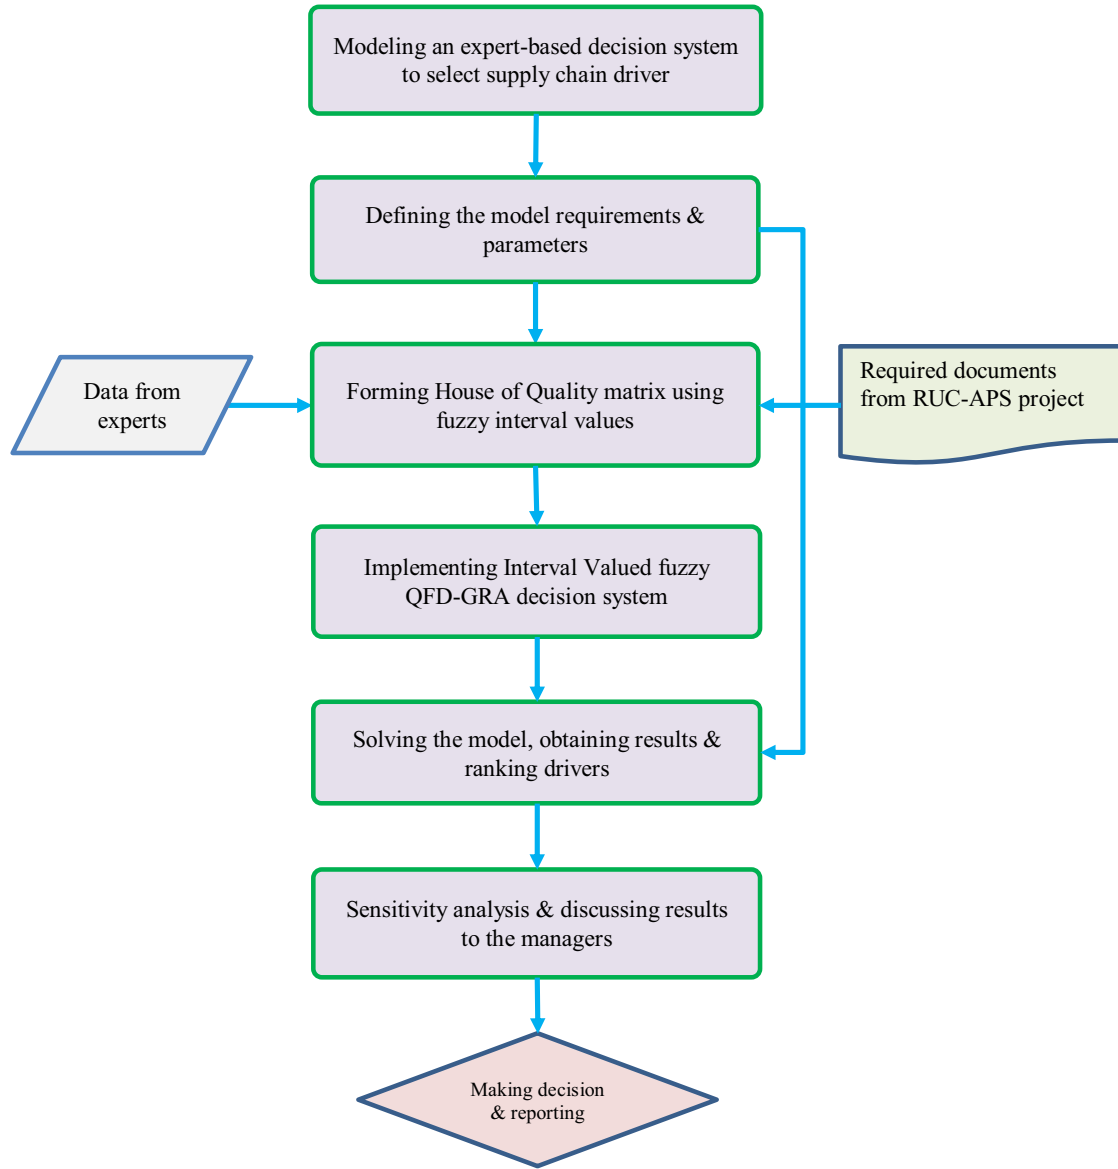 Modeling an expert-based decision system
to select supply chain driver
Defining the model requirements &
parameters
Data from
experts
Forming House of Quality matrix using
fuzzy interval values
Required documents
from RUC-APS project
Implementing Interval Valued fuzzy
QFD-GRA decision system
Solving the model, obtaining results &
ranking drivers
Sensitivity analysis & discussing results
to the managers
Making decision
& reporting